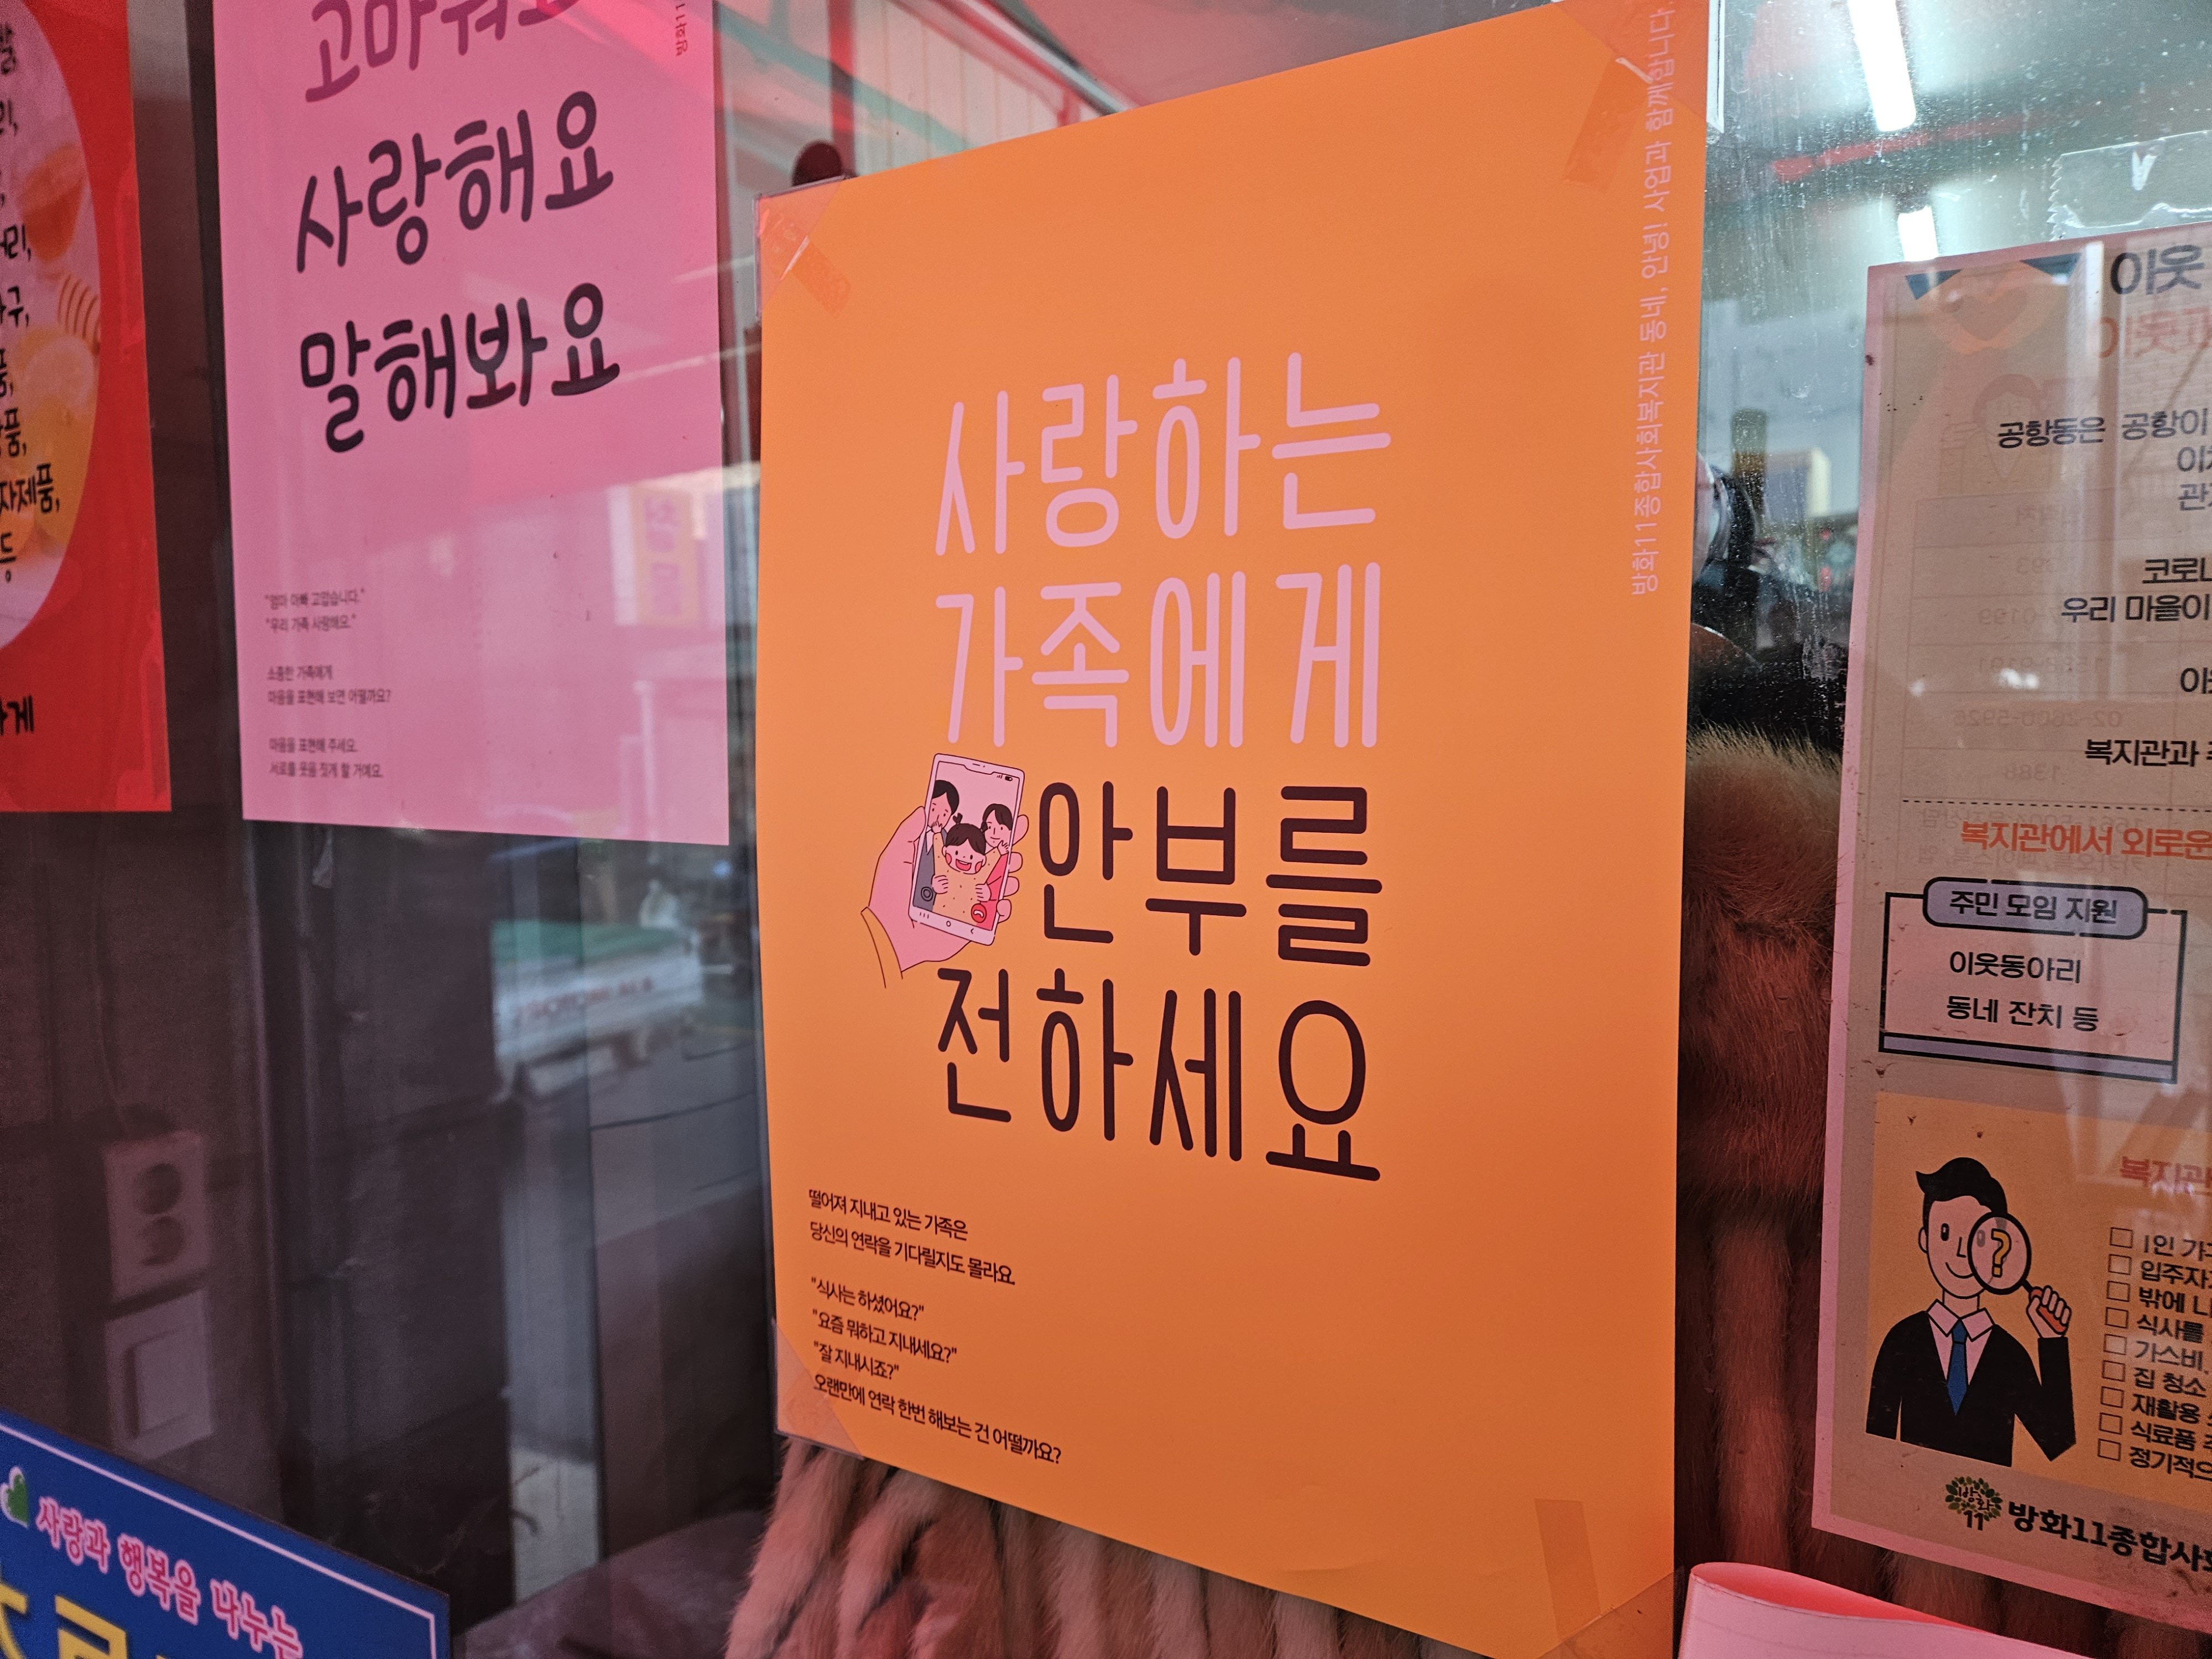 고마워요
사랑해요
말해봐요
"엄마 아빠 고맙습니다."
"우리 가족 사랑해요."
소중한 가족에게
마음을 표현해 보면 어떨까요?
마음을 표현해 주세요.
서로를 웃음 짓게 할 거예요.
방화11
방화11종합사회복지관 동네, 안녕! 사업과 함께합니다.
사랑하는
가족에게
안부를
전하세요
떨어져 지내고 있는 가족은
당신의 연락을 기다릴지도 몰라요.
"식사는 하셨어요?"
"요즘 뭐하고 지내세요?"
"잘 지내시죠?"
오랜만에 연락 한번 해보는 건 어떨까요?
이웃
공항동은 공항이
관
코로나
우리 마을이
복지관과
복지관에서 외로운
주민 모임 지원
이웃동아리
동네 잔치 등
복지관
1인 가구
입주자
밖에 나
식사를
가스비
집 청소
재활용
식료품
정기적으
방화11종합사회
사랑과 행복을 나누는